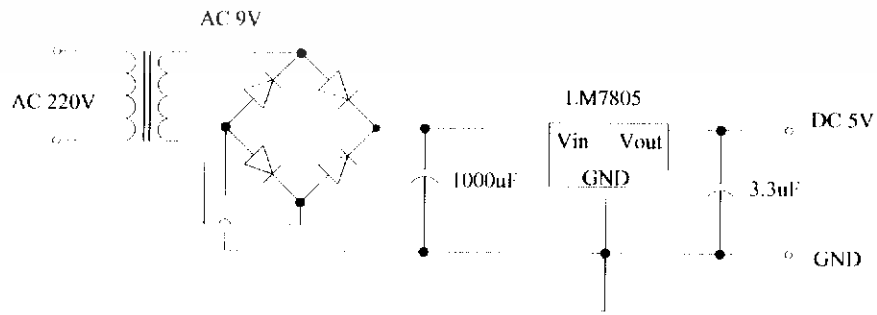 AC 9V
AC 220V
LM7805
DC 5V
Vin Vout
GND
1000uF
3.3uF
GND